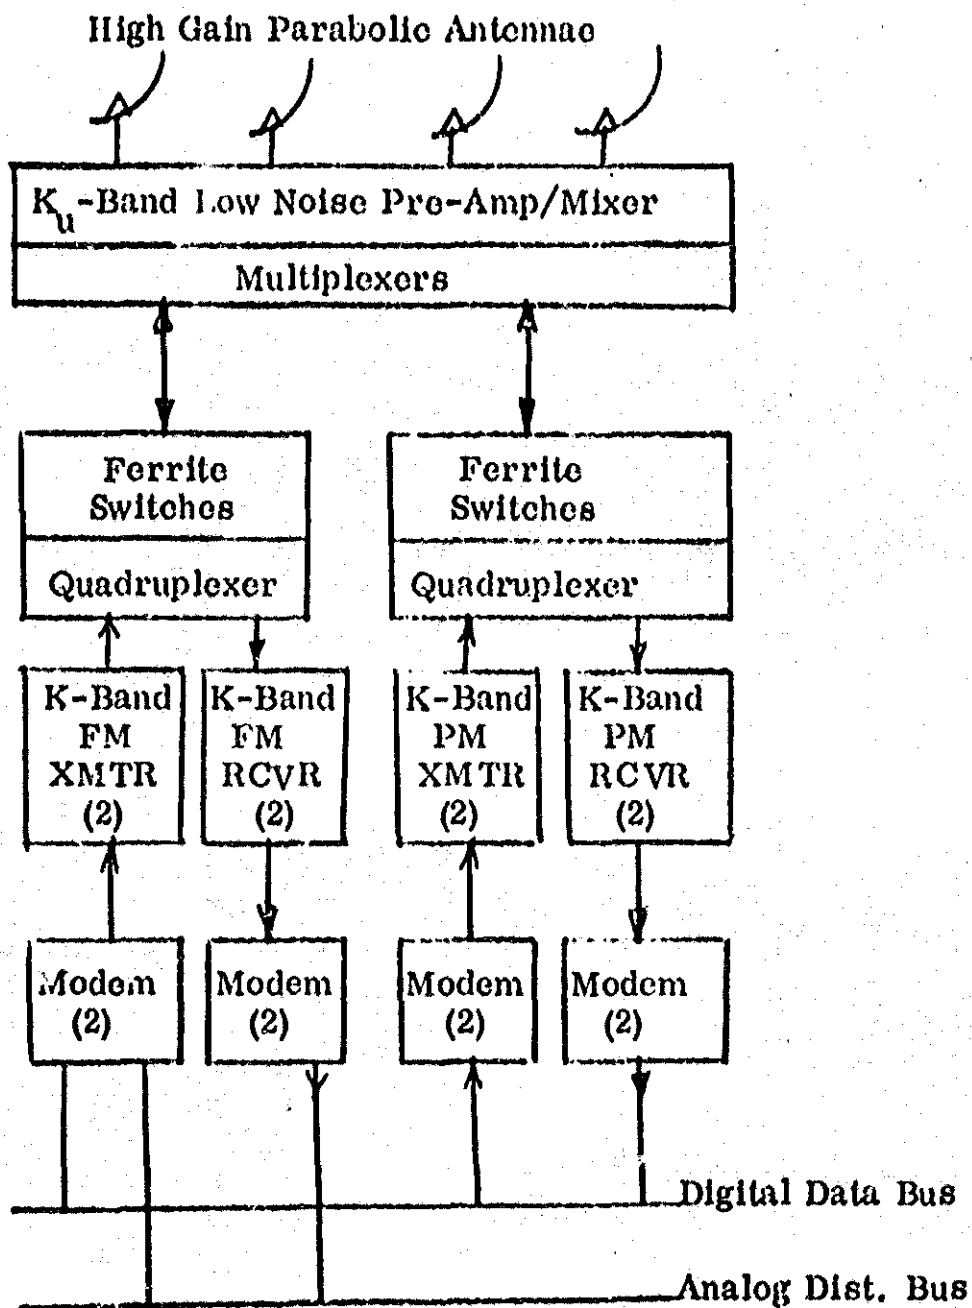 High Gain Parabolic Antennae
Ku-Band Low Noise Pre-Amp/Mixer
Multiplexers
Ferrite
Switches
Quadruplexer
Ferrite
Switches
Quadruplexer
K-Band
FM
XMTR
(2)
K-Band
FM
RCVR
(2)
K-Band
PM
XMTR
(2)
K-Band
PM
RCVR
(2)
Modem
(2)
Modem
(2)
Modem
(2)
Modem
(2)
Digital Data Bus
Analog Dist. Bus